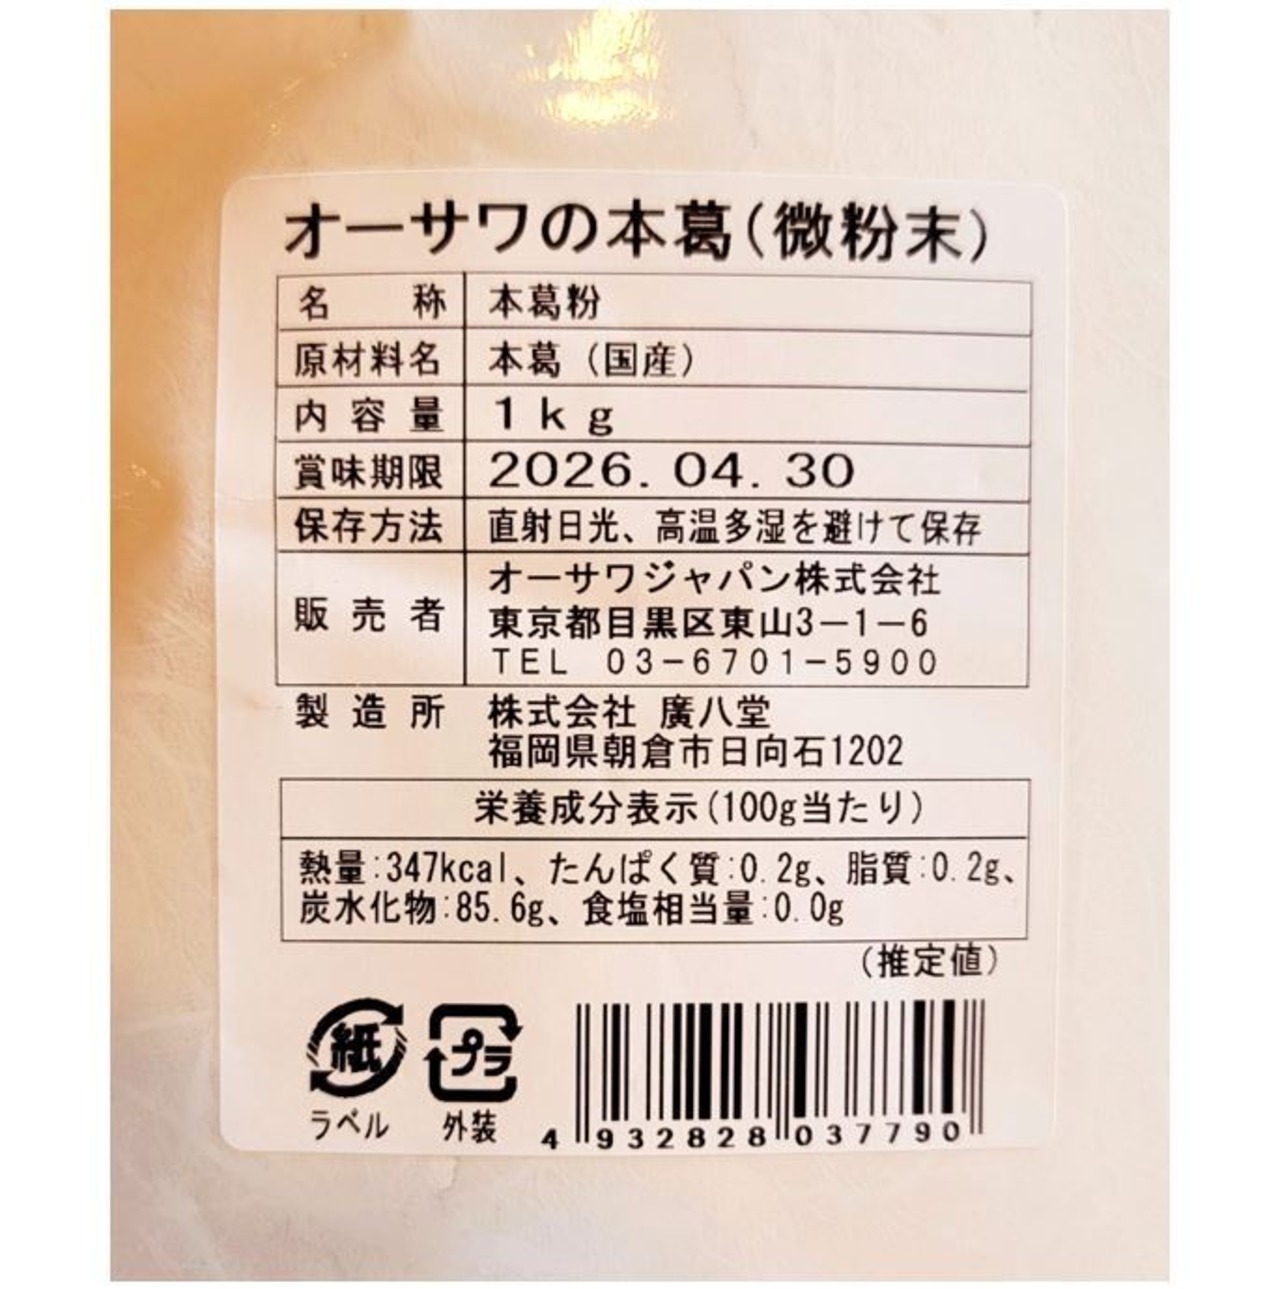 オーサワの本葛(微粉末)
名　称 本葛粉
原材料名 本葛（国産）
内容量 1kg
賞味期限 2026.04.30
保存方法 直射日光、高温多湿を避けて保存
販売者 オーサワジャパン株式会社
東京都目黒区東山3－1－6
TEL 03－6701－5900
製造所 株式会社 廣八堂
福岡県朝倉市日向石1202
栄養成分表示(100g当たり)
熱量:347kcal、たんぱく質:0.2g、脂質:0.2g、
炭水化物:85.6g、食塩相当量:0.0g
(推定値)
紙 プラ
ラベル 外装
4 932828 037790